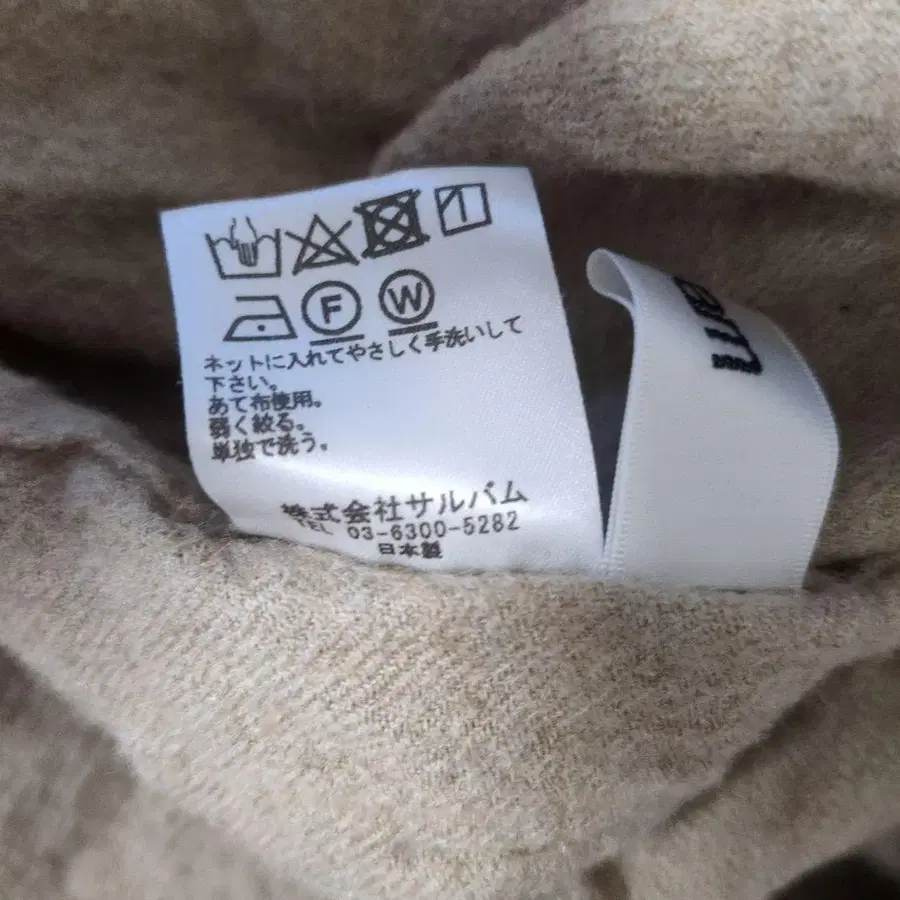 F W
ネットに入れてやさしく手洗いして
下さい。
あて布使用。
弱く絞る。
単独で洗う。
株式会社サルバム
TEL 03-6300-5282
日本製